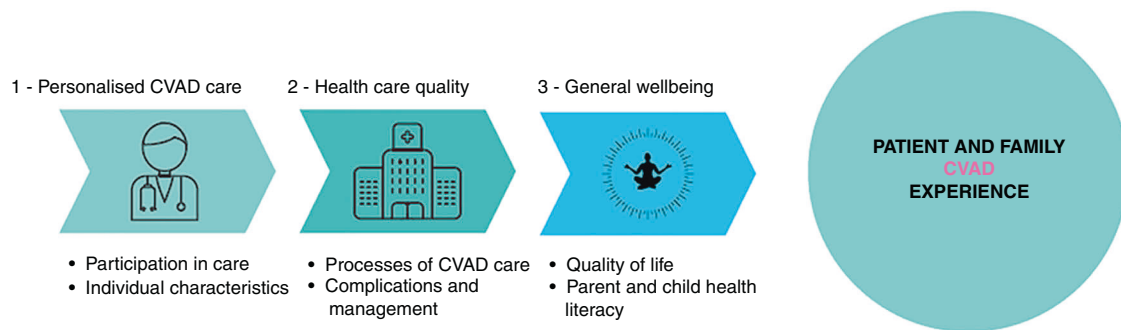 1 - Personalised CVAD care
2 - Health care quality
3 - General wellbeing
• Participation in care
• Individual characteristics
• Processes of CVAD care
• Complications and
management
• Quality of life
• Parent and child health
literacy
PATIENT AND FAMILY
CVAD
EXPERIENCE